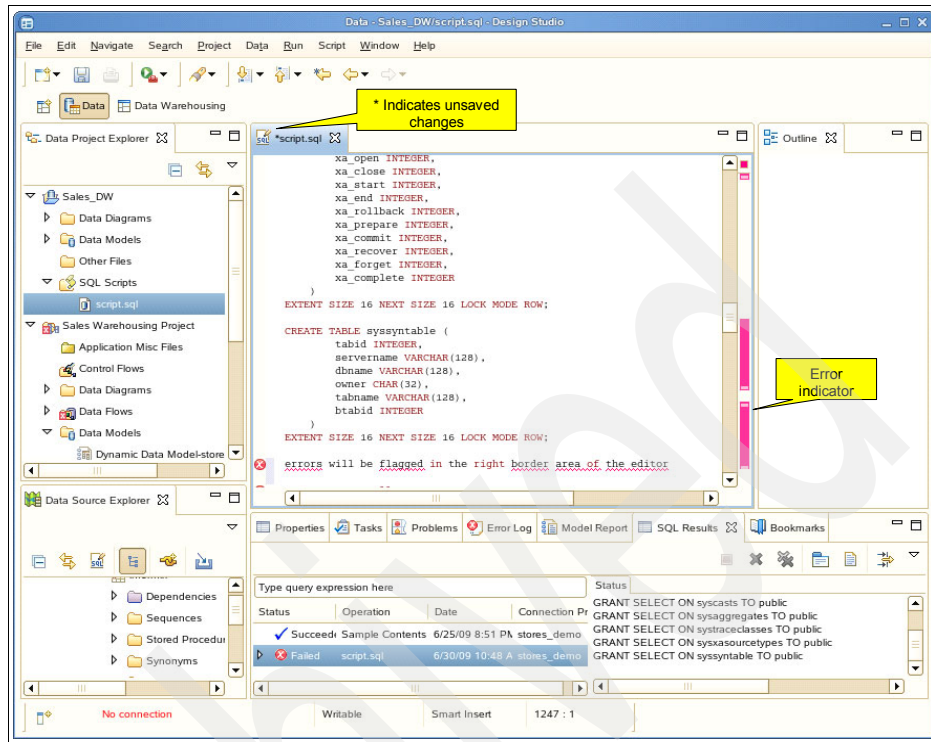 Data - Sales_DW/script.sql - Design Studio
File Edit Navigate Search Project Data Run Script Window Help
Data Data Warehousing
* Indicates unsaved
changes
Data Project Explorer
Sales_DW
Data Diagrams
Data Models
Other Files
SQL Scripts
script.sql
Sales Warehousing Project
Application Misc Files
Control Flows
Data Diagrams
Data Flows
Data Models
Dynamic Data Model-store
*script.sql
xa_open INTEGER,
xa_close INTEGER,
xa_start INTEGER,
xa_end INTEGER,
xa_rollback INTEGER,
xa_prepare INTEGER,
xa_commit INTEGER,
xa_recover INTEGER,
xa_forget INTEGER,
xa_complete INTEGER
)
EXTENT SIZE 16 NEXT SIZE 16 LOCK MODE ROW;
CREATE TABLE syssyntable (
tabid INTEGER,
servername VARCHAR(128),
dbname VARCHAR(128),
owner CHAR(32),
tabname VARCHAR(128),
btabid INTEGER
)
EXTENT SIZE 16 NEXT SIZE 16 LOCK MODE ROW;
errors will be flagged in the right border area of the editor
Outline
Error
indicator
Data Source Explorer
Dependencies
Sequences
Stored Procedur
Synonyms
Properties Tasks Problems Error Log Model Report SQL Results Bookmarks
Type query expression here
Status Operation Date Connection Pr
Succeede Sample Contents 6/25/09 8:51 PM stores_demo
Failed script.sql 6/30/09 10:48 A stores_demo
Status
GRANT SELECT ON syscasts TO public
GRANT SELECT ON sysaggregates TO public
GRANT SELECT ON systraceclasses TO public
GRANT SELECT ON sysxasourcetypes TO public
GRANT SELECT ON syssyntable TO public
No connection Writable Smart Insert 1247 : 1